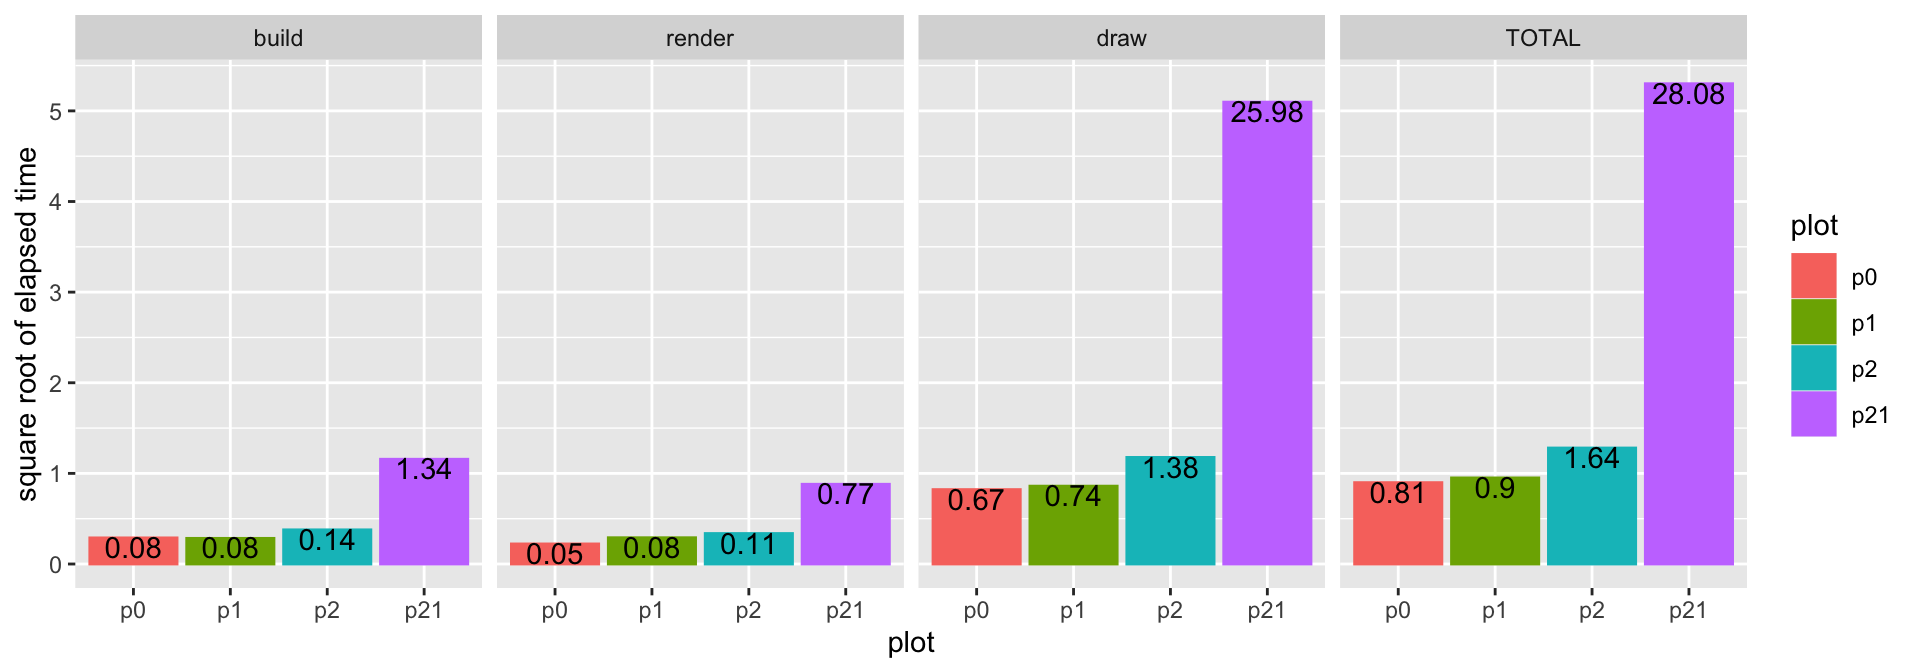 build render draw TOTAL
square root of elapsed time
5
4
3
2
1
0
0.08 0.08 0.14 1.34
0.05 0.08 0.11 0.77
0.67 0.74 1.38 25.98
0.81 0.9 1.64 28.08
p0 p1 p2 p21 p0 p1 p2 p21 p0 p1 p2 p21 p0 p1 p2 p21
plot
plot
p0
p1
p2
p21